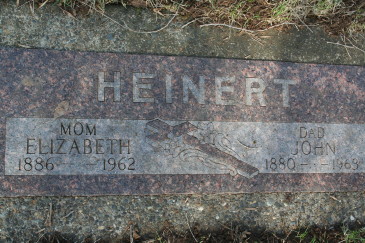 HEINERT
MOM
ELIZABETH
1886 - - 1962
DAD
JOHN
1880 - - 1968